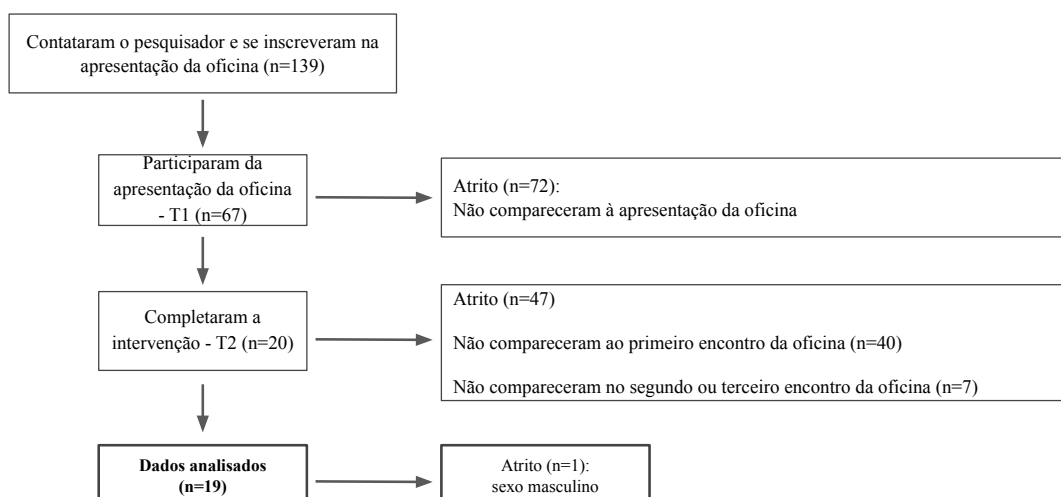 Contataram o pesquisador e se inscreveram na
apresentação da oficina (n=139)
Participaram da
apresentação da oficina
- T1 (n=67)
Atrito (n=72):
Não compareceram à apresentação da oficina
Completaram a
intervenção - T2 (n=20)
Atrito (n=47)
Não compareceram ao primeiro encontro da oficina (n=40)
Não compareceram no segundo ou terceiro encontro da oficina (n=7)
Dados analisados
(n=19)
Atrito (n=1):
sexo masculino